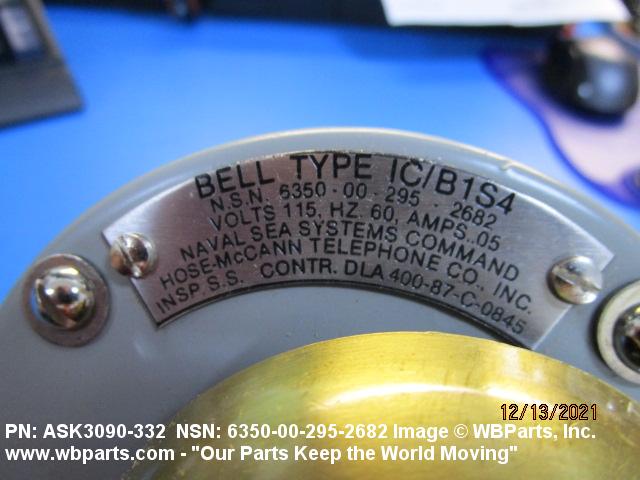 BELL TYPE IC/B1S4
N.S.N. 6350-00-295 2682
VOLTS 115, HZ. 60, AMPS..05
NAVAL SEA SYSTEMS COMMAND
HOSE-McCANN TELEPHONE CO., INC.
INSP S.S. CONTR. DLA 400-87-C-0845
12/13/2021
PN: ASK3090-332 NSN: 6350-00-295-2682 Image © WBParts, Inc.
www.wbparts.com - "Our Parts Keep the World Moving"